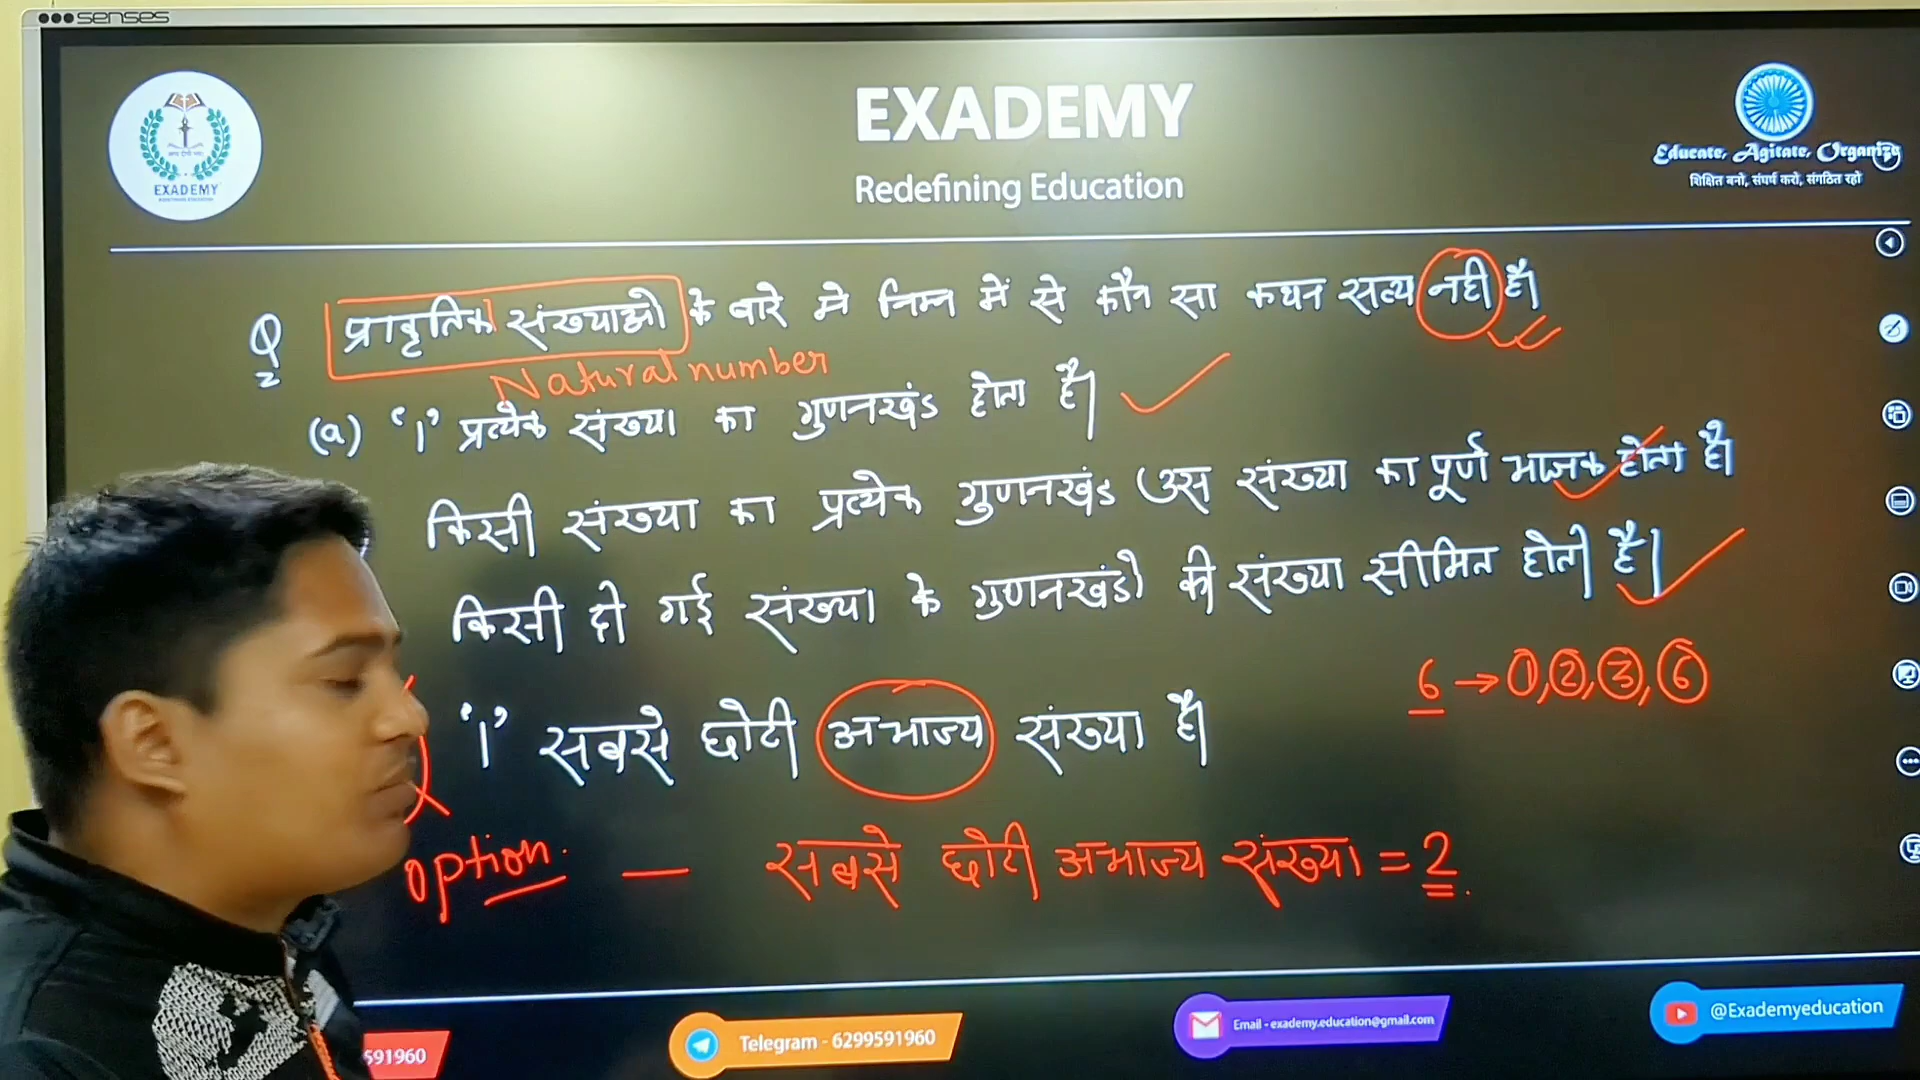 senses
EXADEMY
Redefining Education
EXADEMY
Educate, Agitate, Organize
शिक्षित बनो, संघर्ष करो, संगठित रहो
Q प्राकृतिक संख्याओ के बारे मे निम्न में से कौन सा कथन सत्य नही है।
2
Natural number
(a) '1' प्रत्येक संख्या का गुणनखंड होता है।
किसी संख्या का प्रत्येक गुणनखंड उस संख्या का पूर्ण भाजक होता है।
किसी दी गई संख्या के गुणनखंडो की संख्या सीमित होती है।
6 → 1, 2, 3, 6
'1' सबसे छोटी अभाज्य संख्या है।
option. — सबसे छोटी अभाज्य संख्या = 2.
591960
Telegram - 6299591960
Email - exademy.education@gmail.com
@Exademyeducation